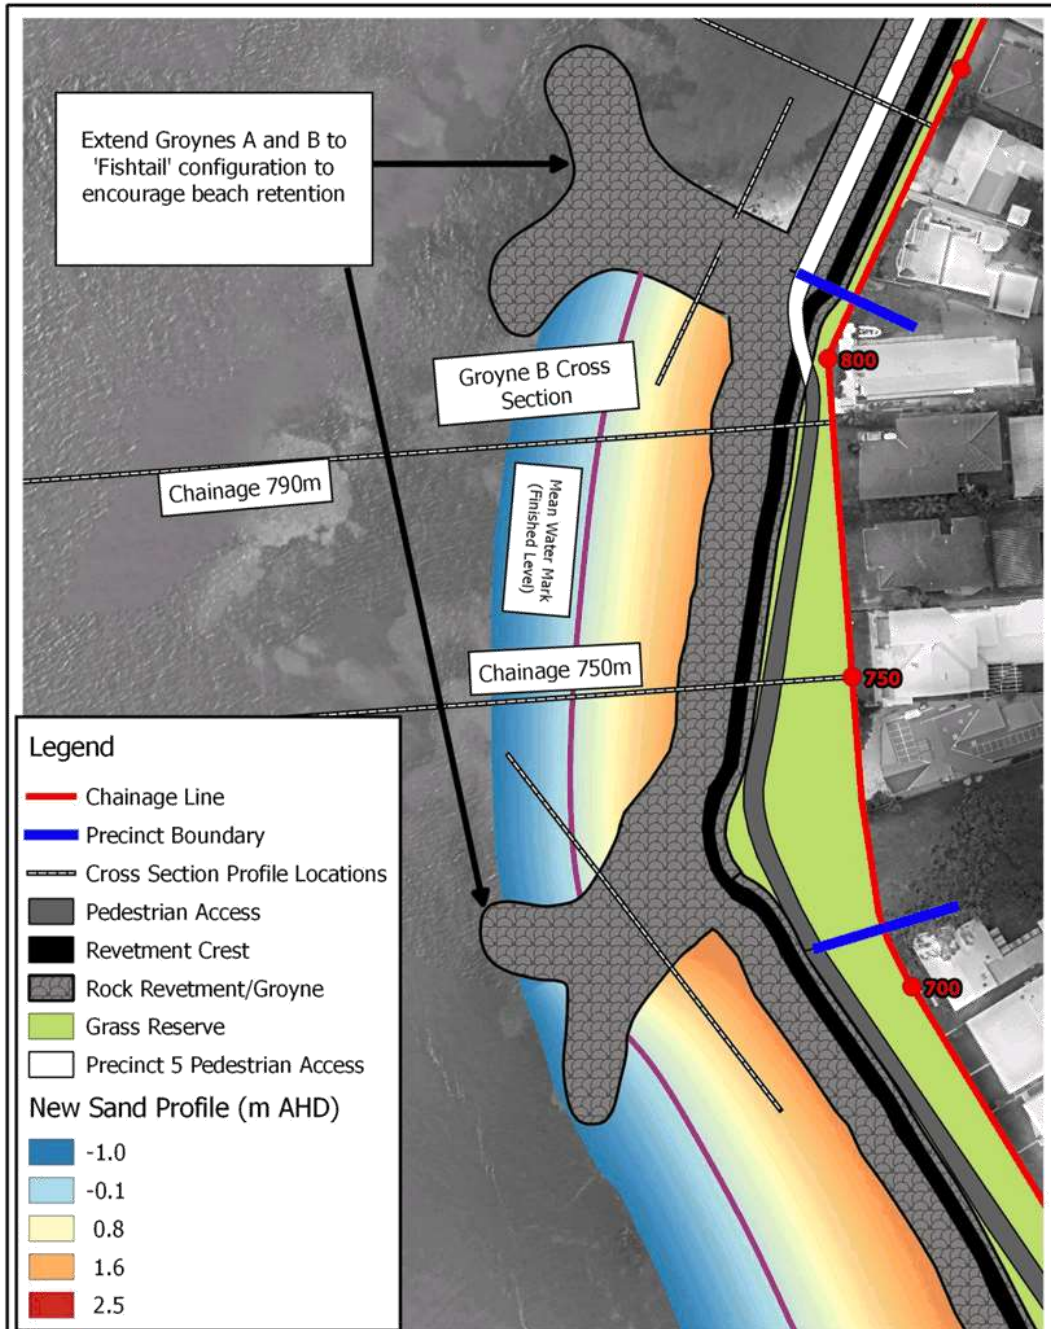 Extend Groynes A and B to
'Fishtail' configuration to
encourage beach retention
Groyne B Cross
Section
800
Chainage 790m
Mean Water Mark
(Finished Level)
Chainage 750m
750
700
Legend
Chainage Line
Precinct Boundary
Cross Section Profile Locations
Pedestrian Access
Revetment Crest
Rock Revetment/Groyne
Grass Reserve
Precinct 5 Pedestrian Access
New Sand Profile (m AHD)
-1.0
-0.1
0.8
1.6
2.5